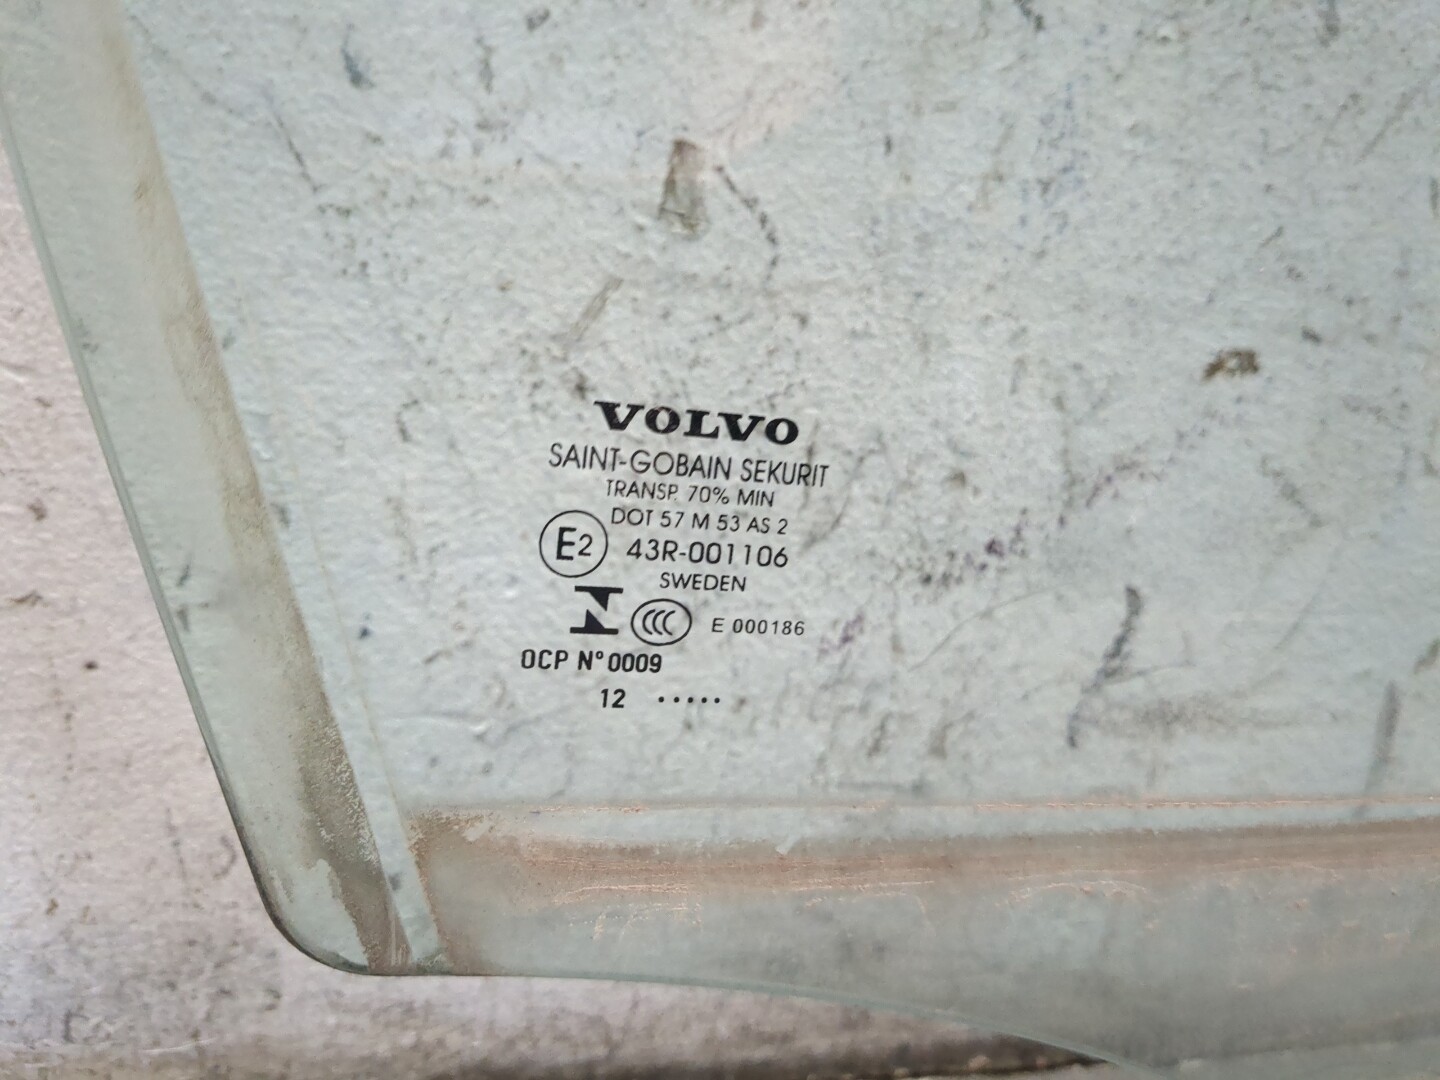 VOLVO
SAINT-GOBAIN SEKURIT
TRANSP. 70% MIN
DOT 57 M 53 AS 2
E2 43R-001106
SWEDEN
CCC E 000186
OCP N° 0009
12 .....